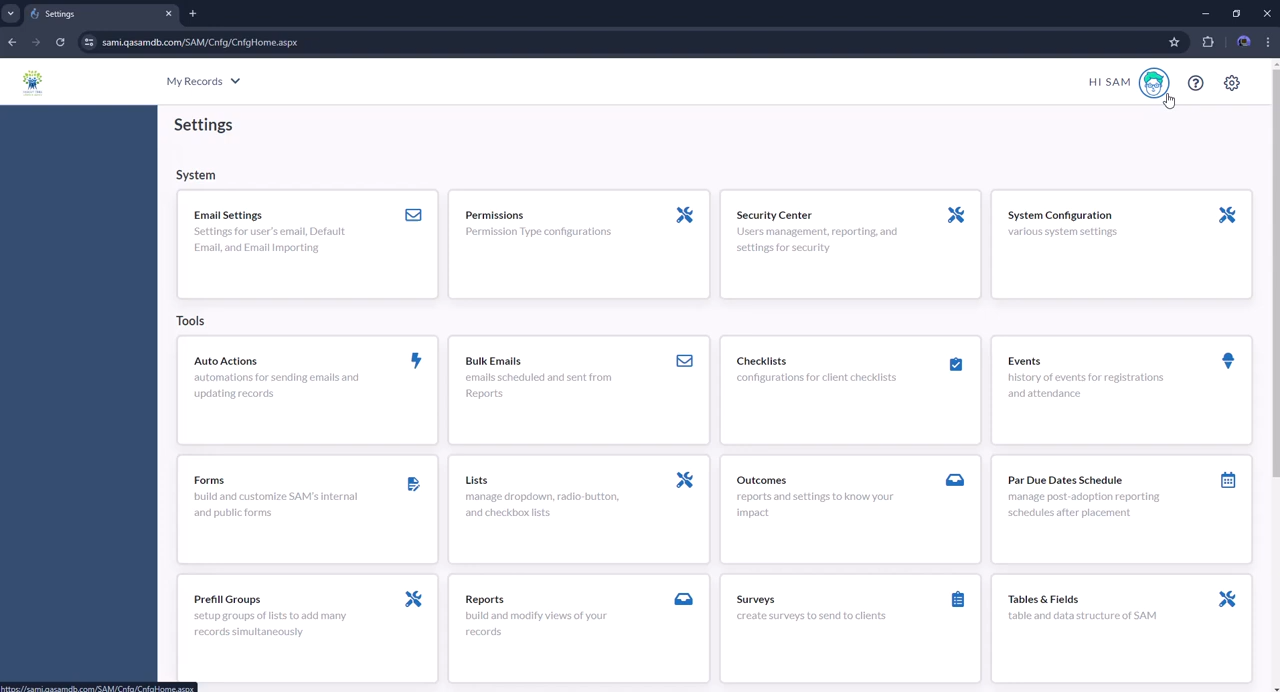 Settings
sami.qasamdb.com/SAM/Cnfg/CnfgHome.aspx
My Records
HI SAM
Settings
System
Email Settings
Settings for user's email, Default
Email, and Email Importing
Permissions
Permission Type configurations
Security Center
Users management, reporting, and
settings for security
System Configuration
various system settings
Tools
Auto Actions
automations for sending emails and
updating records
Bulk Emails
emails scheduled and sent from
Reports
Checklists
configurations for client checklists
Events
history of events for registrations
and attendance
Forms
build and customize SAM's internal
and public forms
Lists
manage dropdown, radio-button,
and checkbox lists
Outcomes
reports and settings to know your
impact
Par Due Dates Schedule
manage post-adoption reporting
schedules after placement
Prefill Groups
setup groups of lists to add many
records simultaneously
Reports
build and modify views of your
records
Surveys
create surveys to send to clients
Tables & Fields
table and data structure of SAM
https://sami.qasamdb.com/SAM/Cnfg/CnfgHome.aspx